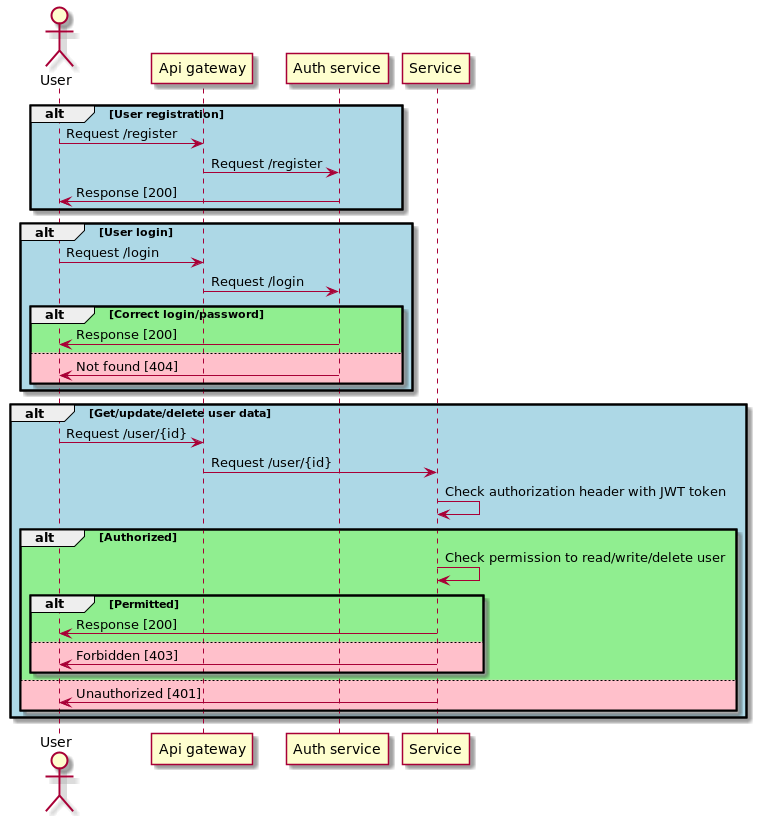 User
Api gateway
Auth service
Service
alt [User registration]
Request /register
Request /register
Response [200]
alt [User login]
Request /login
Request /login
alt [Correct login/password]
Response [200]
Not found [404]
alt [Get/update/delete user data]
Request /user/{id}
Request /user/{id}
Check authorization header with JWT token
alt [Authorized]
Check permission to read/write/delete user
alt [Permitted]
Response [200]
Forbidden [403]
Unauthorized [401]
User
Api gateway
Auth service
Service